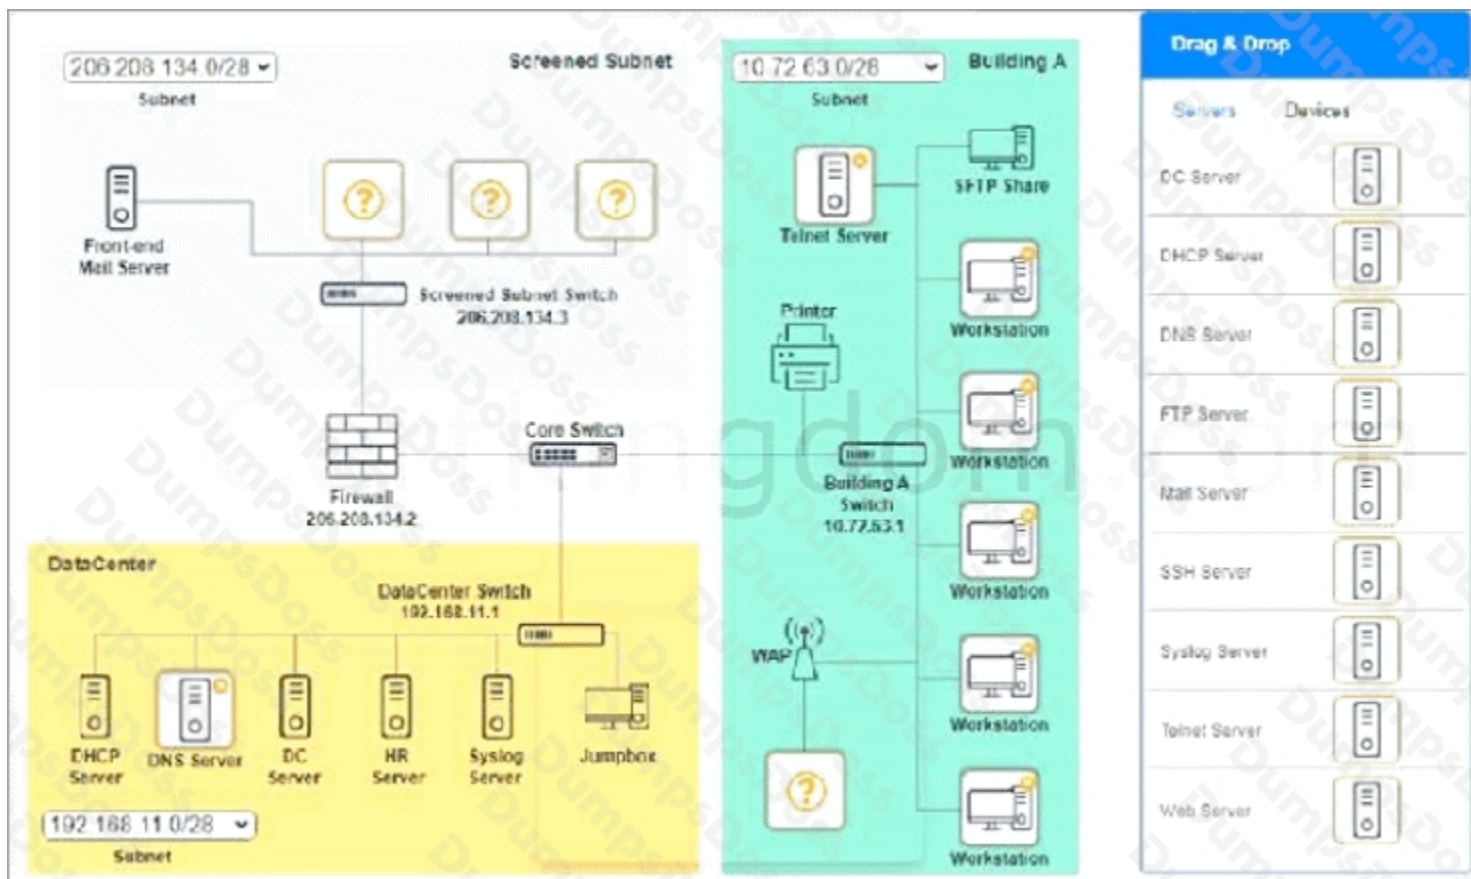 206.208.134.0/28
Subnet
Screened Subnet
Front-end
Mail Server
?
?
?
Screened Subnet Switch
206.208.134.3
Firewall
206.208.134.2
Core Switch
DataCenter
DataCenter Switch
192.168.11.1
DHCP
Server
DNS Server
DC
Server
HR
Server
Syslog
Server
Jumpbox
192.168.11.0/28
Subnet
10.72.63.0/28
Subnet
Building A
Telnet Server
SFTP Share
Printer
Workstation
Workstation
Building A
Switch
10.72.63.1
Workstation
WAP
Workstation
?
Workstation
Drag & Drop
Servers Devices
DC Server
DHCP Server
DNS Server
FTP Server
Mail Server
SSH Server
Syslog Server
Telnet Server
Web Server
DumpsDoss